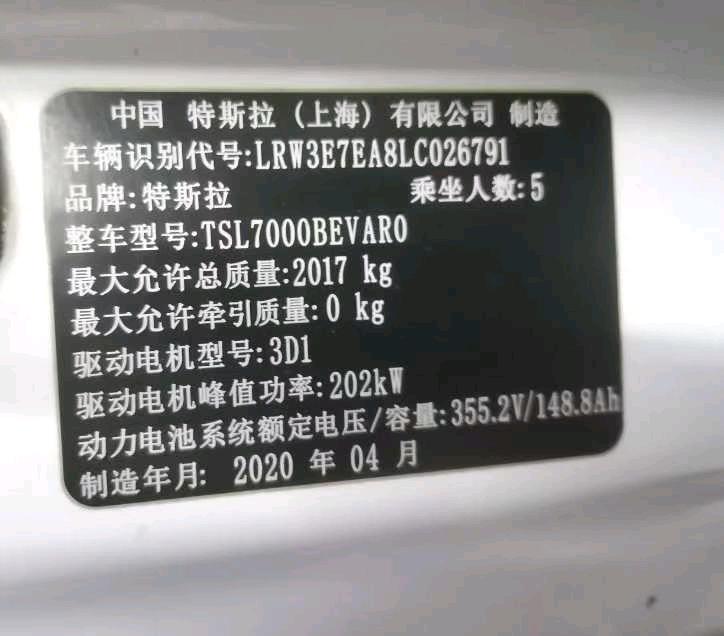 中国 特斯拉 (上海) 有限公司 制造
车辆识别代号:LRW3E7EA8LC026791
品牌:特斯拉 乘坐人数:5
整车型号:TSL7000BEVAR0
最大允许总质量:2017 kg
最大允许牵引质量:0 kg
驱动电机型号:3D1
驱动电机峰值功率:202kW
动力电池系统额定电压/容量:355.2V/148.8Ah
制造年月: 2020 年 04 月